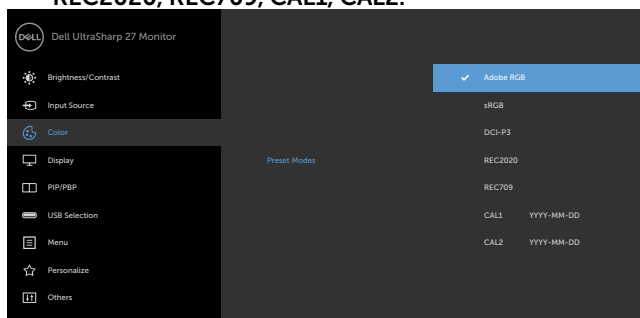 REC2020, REC709, CAL1, CAL2.
DELL Dell UltraSharp 27 Monitor
Brightness/Contrast Adobe RGB
Input Source sRGB
Color DCI-P3
Display Preset Modes REC2020
PIP/PBP REC709
USB Selection CAL1 YYYY-MM-DD
Menu CAL2 YYYY-MM-DD
Personalize
Others